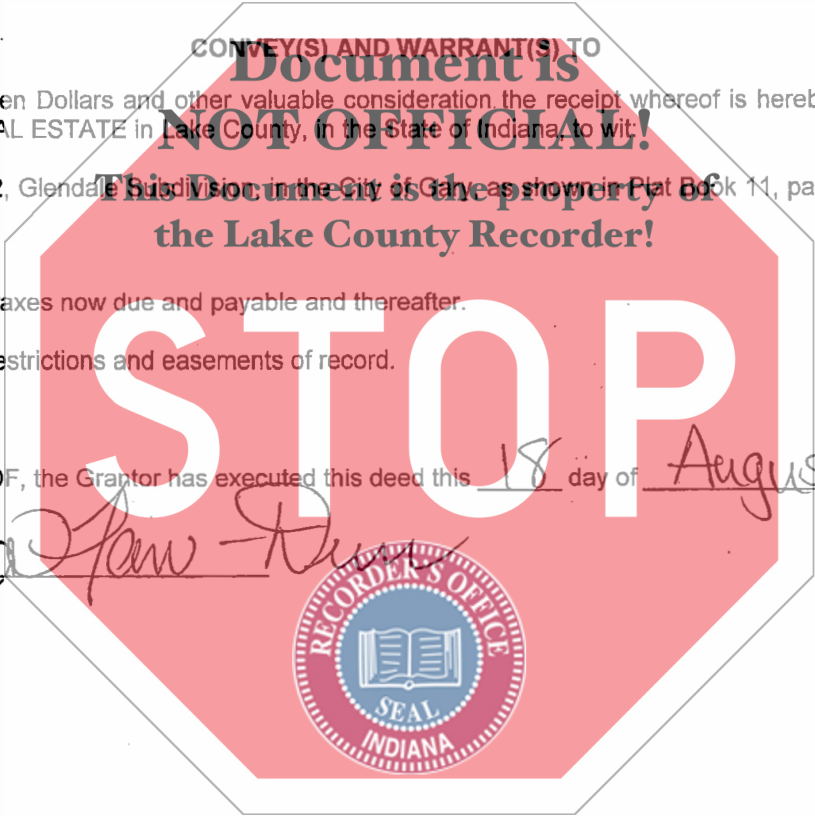 CONVEY(S) AND WARRANT(S) TO
Document is
en Dollars and other valuable consideration, the receipt whereof is hereb
NOT OFFICIAL!
AL ESTATE in Lake County, in the State of Indiana, to wit:
This Document is the property of
, Glendale Subdivision, in the City of Gary, as shown in Plat Book 11, pa
the Lake County Recorder!
axes now due and payable and thereafter.
estrictions and easements of record.
STOP
OF, the Grantor has executed this deed this 18 day of Augus
RECORDER'S OFFICE
SEAL
INDIANA